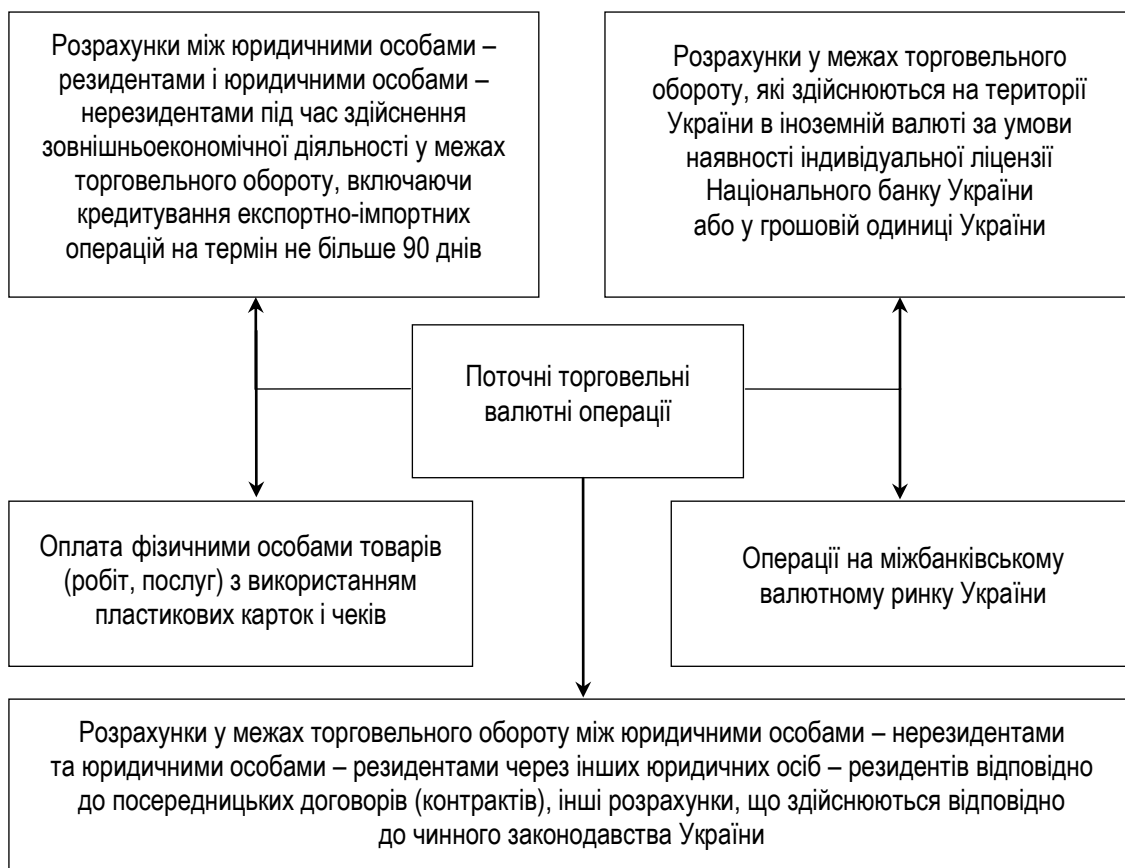 Розрахунки між юридичними особами –
резидентами і юридичними особами –
нерезидентами під час здійснення
зовнішньоекономічної діяльності у межах
торговельного обороту, включаючи
кредитування експортно-імпортних
операцій на термін не більше 90 днів
Розрахунки у межах торговельного
обороту, які здійснюються на території
України в іноземній валюті за умови
наявності індивідуальної ліцензії
Національного банку України
або у грошовій одиниці України
Поточні торговельні
валютні операції
Оплата фізичними особами товарів
(робіт, послуг) з використанням
пластикових карток і чеків
Операції на міжбанківському
валютному ринку України
Розрахунки у межах торговельного обороту між юридичними особами – нерезидентами
та юридичними особами – резидентами через інших юридичних осіб – резидентів відповідно
до посередницьких договорів (контрактів), інші розрахунки, що здійснюються відповідно
до чинного законодавства України